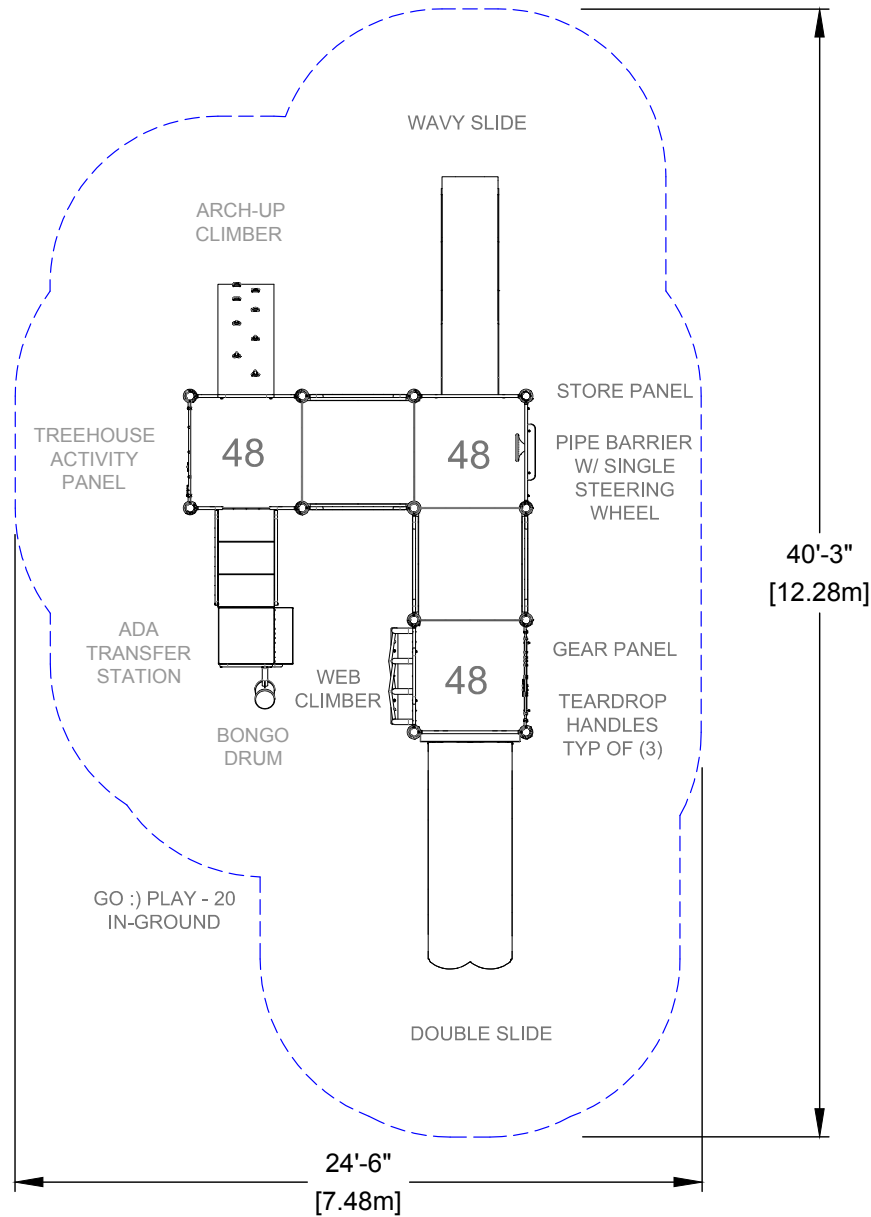 WAVY SLIDE
ARCH-UP
CLIMBER
STORE PANEL
TREEHOUSE
ACTIVITY
PANEL
48
48
PIPE BARRIER
W/ SINGLE
STEERING
WHEEL
40'-3"
[12.28m]
ADA
TRANSFER
STATION
WEB
CLIMBER
48
GEAR PANEL
TEARDROP
HANDLES
TYP OF (3)
BONGO
DRUM
GO :) PLAY - 20
IN-GROUND
DOUBLE SLIDE
24'-6"
[7.48m]